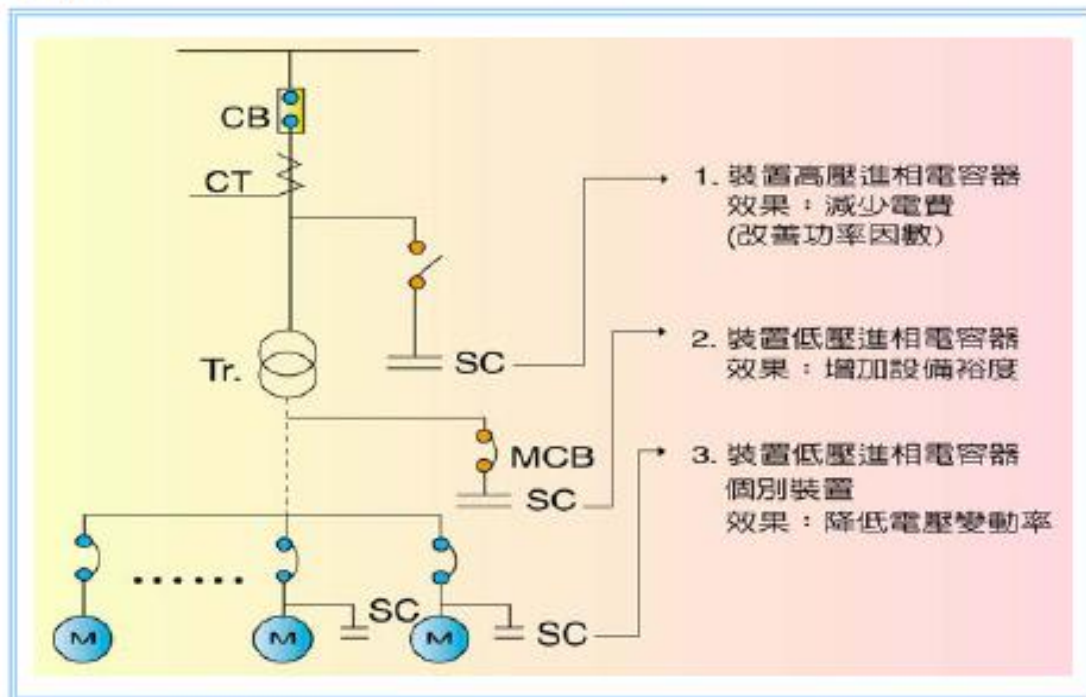 CB
CT
1. 裝置高壓進相電容器
效果：減少電費
(改善功率因數)
Tr.
SC
2. 裝置低壓進相電容器
效果：增加設備裕度
MCB
SC
3. 裝置低壓進相電容器
個別裝置
效果：降低電壓變動率
......
SC
SC
M
M
M